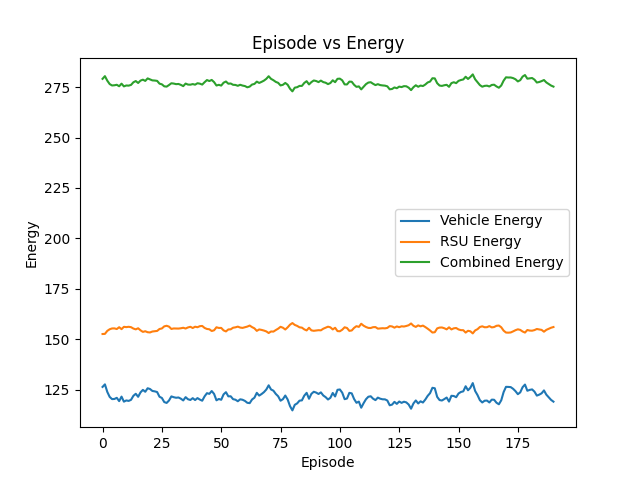 Episode vs Energy
275
250
225
200
175
150
125
Energy
Vehicle Energy
RSU Energy
Combined Energy
0 25 50 75 100 125 150 175
Episode